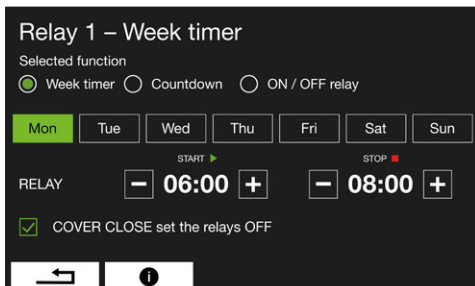 Relay 1 – Week timer
Selected function
Week timer Countdown ON / OFF relay
Mon Tue Wed Thu Fri Sat Sun
START STOP
RELAY − 06:00 + − 08:00 +
COVER CLOSE set the relays OFF